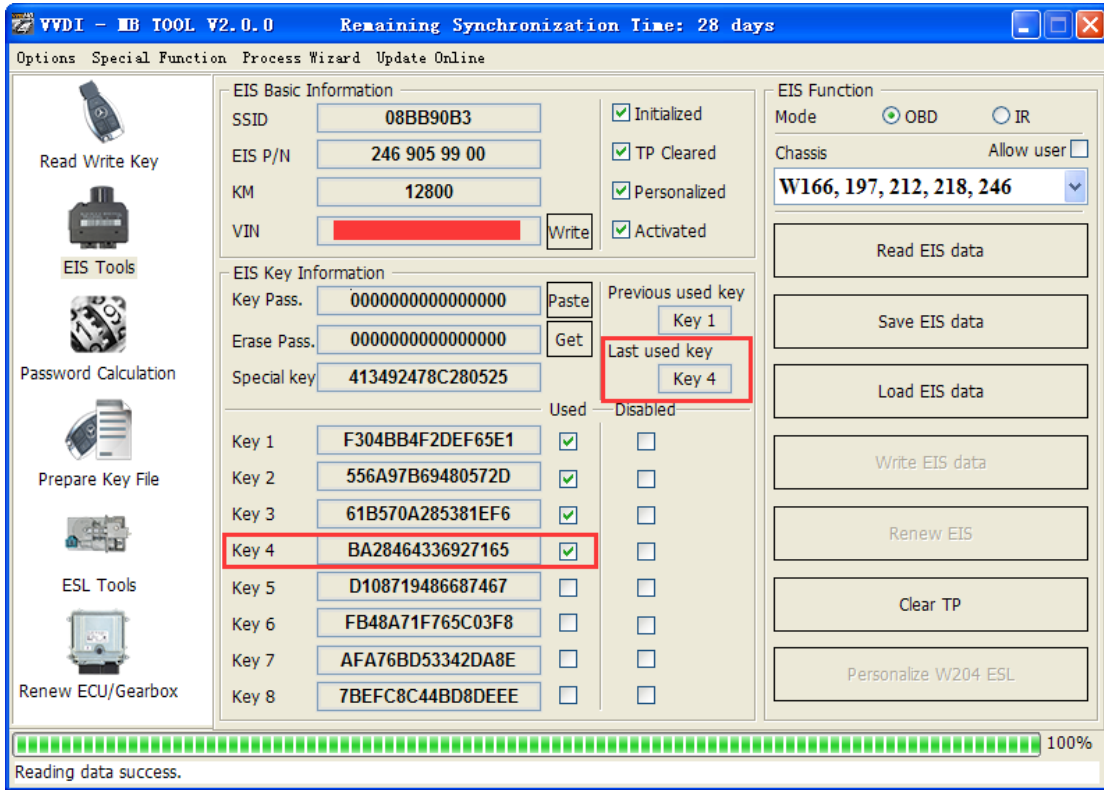 VVDI - MB TOOL V2.0.0 Remaining Synchronization Time: 28 days
Options Special Function Process Wizard Update Online
Read Write Key
EIS Tools
Password Calculation
Prepare Key File
ESL Tools
Renew ECU/Gearbox
EIS Basic Information
SSID 08BB90B3
EIS P/N 246 905 99 00
KM 12800
VIN Write
Initialized
TP Cleared
Personalized
Activated
EIS Key Information
Key Pass. 0000000000000000 Paste
Erase Pass. 0000000000000000 Get
Special key 413492478C280525
Previous used key
Key 1
Last used key
Key 4
Used Disabled
Key 1 F304BB4F2DEF65E1
Key 2 556A97B69480572D
Key 3 61B570A285381EF6
Key 4 BA28464336927165
Key 5 D108719486687467
Key 6 FB48A71F765C03F8
Key 7 AFA76BD53342DA8E
Key 8 7BEFC8C44BD8DEEE
EIS Function
Mode OBD IR
Chassis Allow user
W166, 197, 212, 218, 246
Read EIS data
Save EIS data
Load EIS data
Write EIS data
Renew EIS
Clear TP
Personalize W204 ESL
100%
Reading data success.